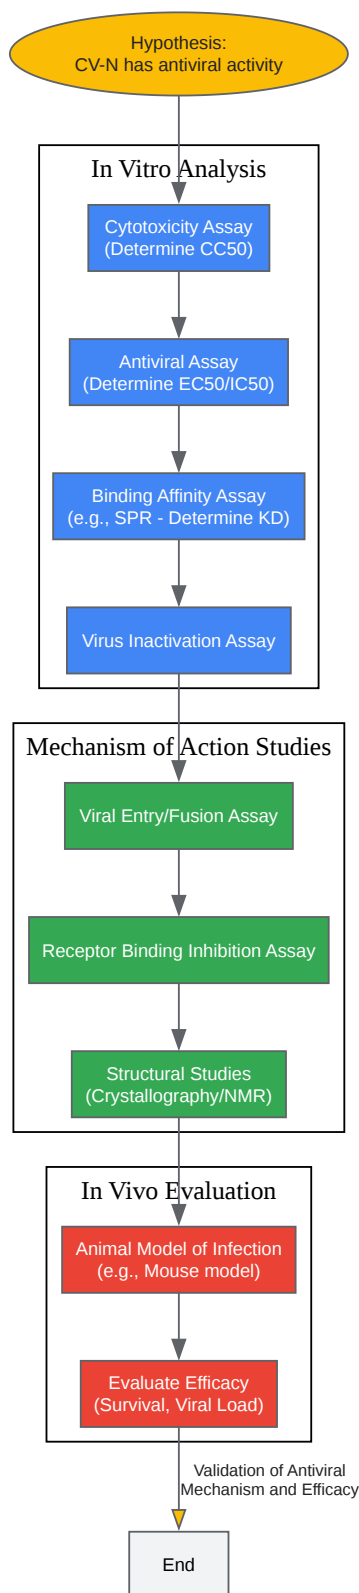 Hypothesis:
CV-N has antiviral activity
In Vitro Analysis
Cytotoxicity Assay
(Determine CC50)
Antiviral Assay
(Determine EC50/IC50)
Binding Affinity Assay
(e.g., SPR - Determine KD)
Virus Inactivation Assay
Mechanism of Action Studies
Viral Entry/Fusion Assay
Receptor Binding Inhibition Assay
Structural Studies
(Crystallography/NMR)
In Vivo Evaluation
Animal Model of Infection
(e.g., Mouse model)
Evaluate Efficacy
(Survival, Viral Load)
Validation of Antiviral
Mechanism and Efficacy
End